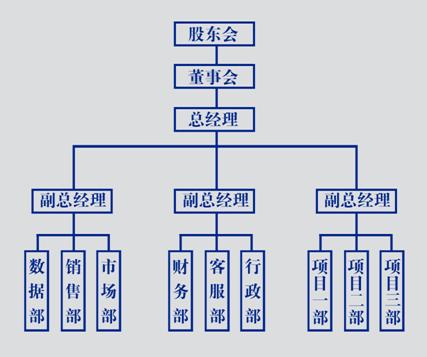 股东会
董事会
总经理
副总经理
副总经理
副总经理
数据部
销售部
市场部
财务部
客服部
行政部
项目一部
项目二部
项目三部